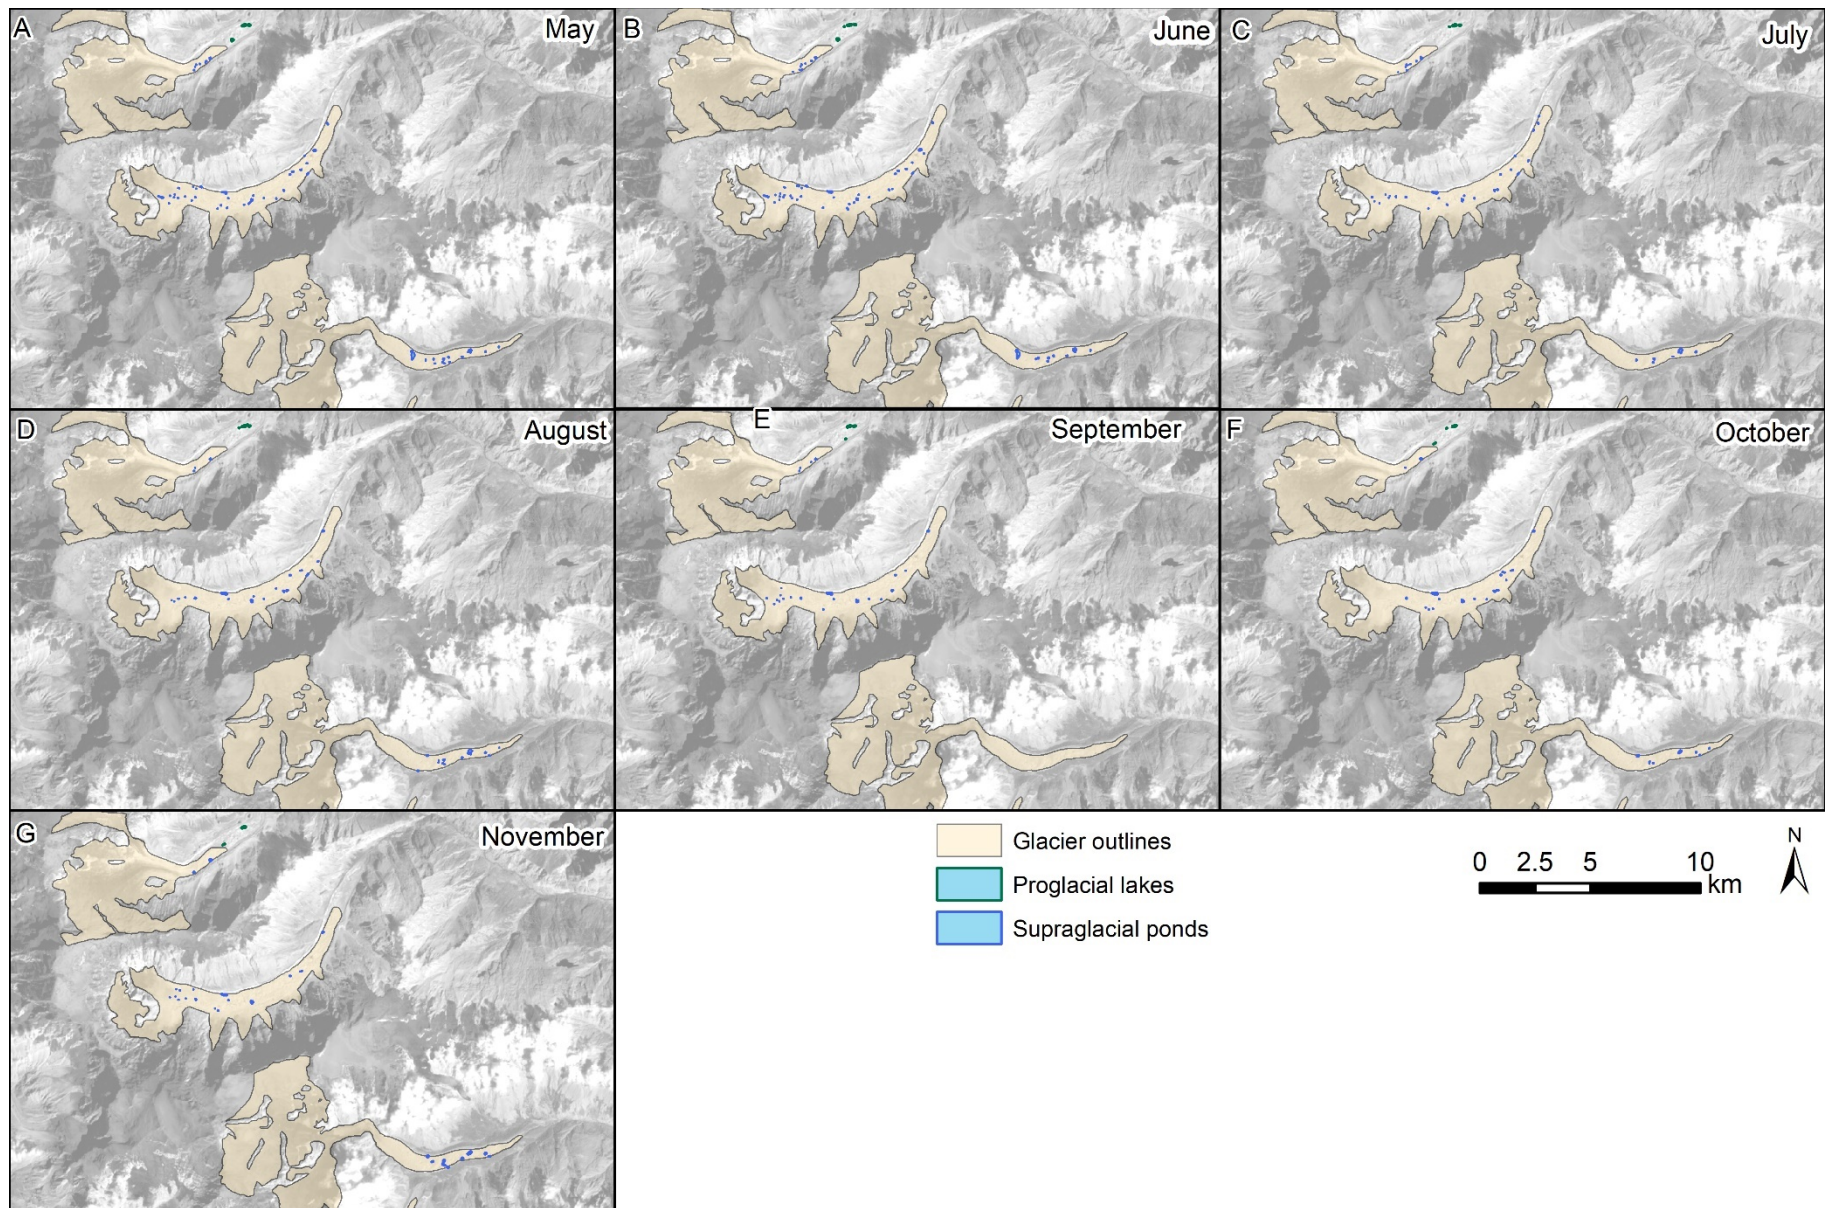 A May
B June
C July
D August
E September
F October
G November
Glacier outlines
Proglacial lakes
Supraglacial ponds
0 2.5 5 10
km
N